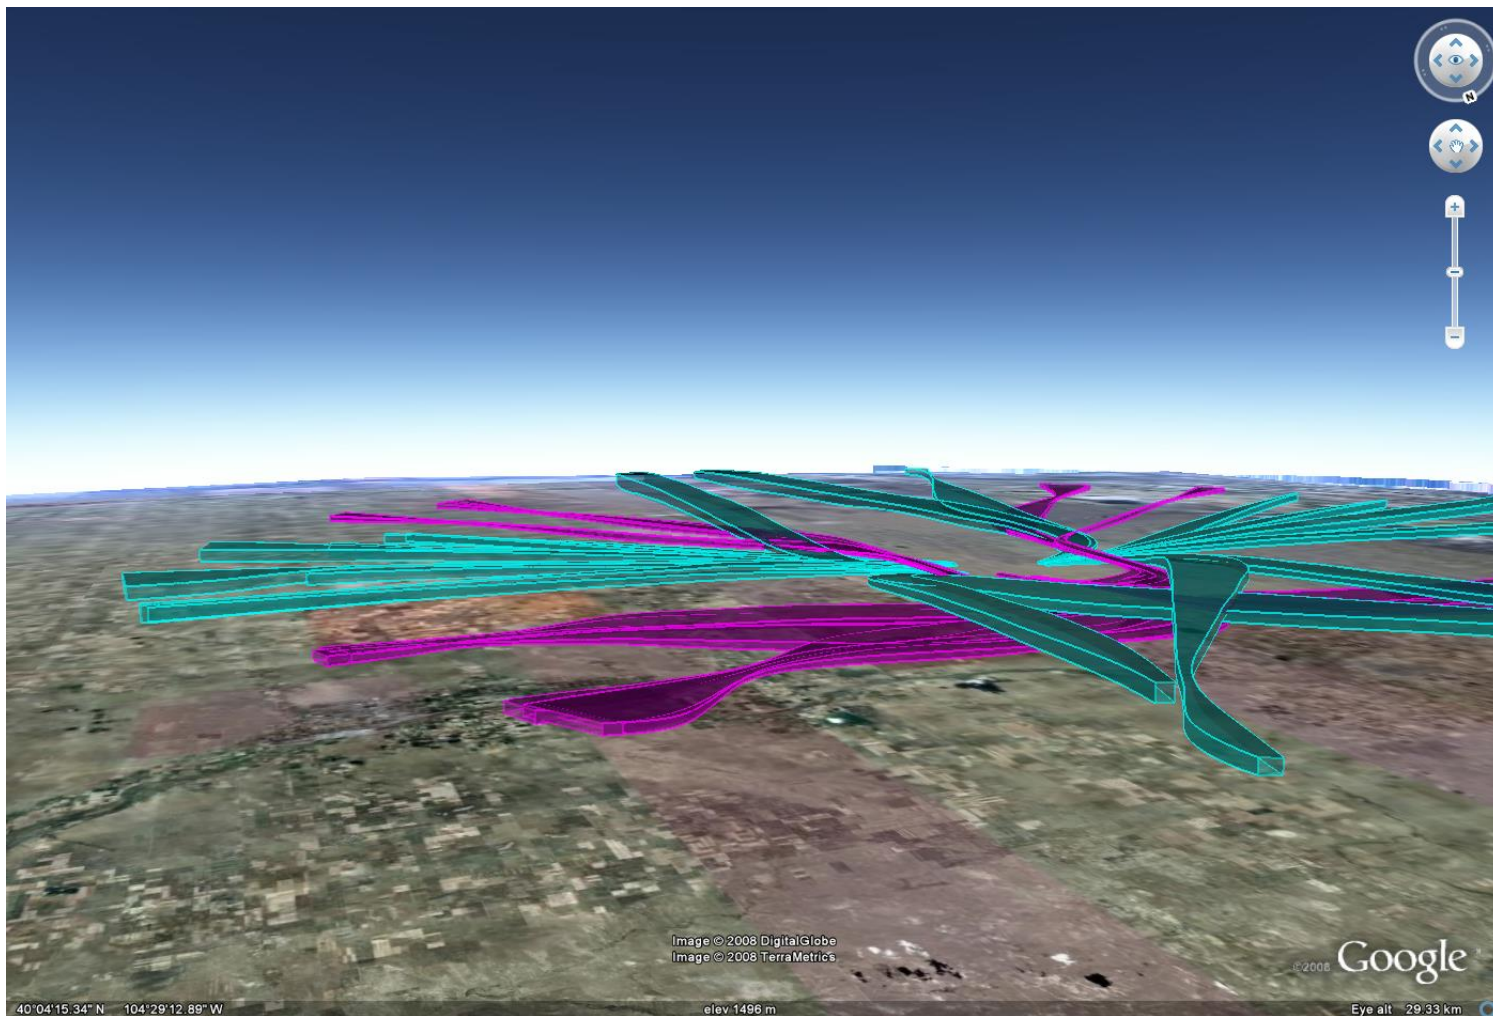 N
Image © 2008 DigitalGlobe
Image © 2008 TerraMetrics
©2008 Google
40°04'15.34" N 104°29'12.89" W elev 1496 m Eye alt 29.33 km